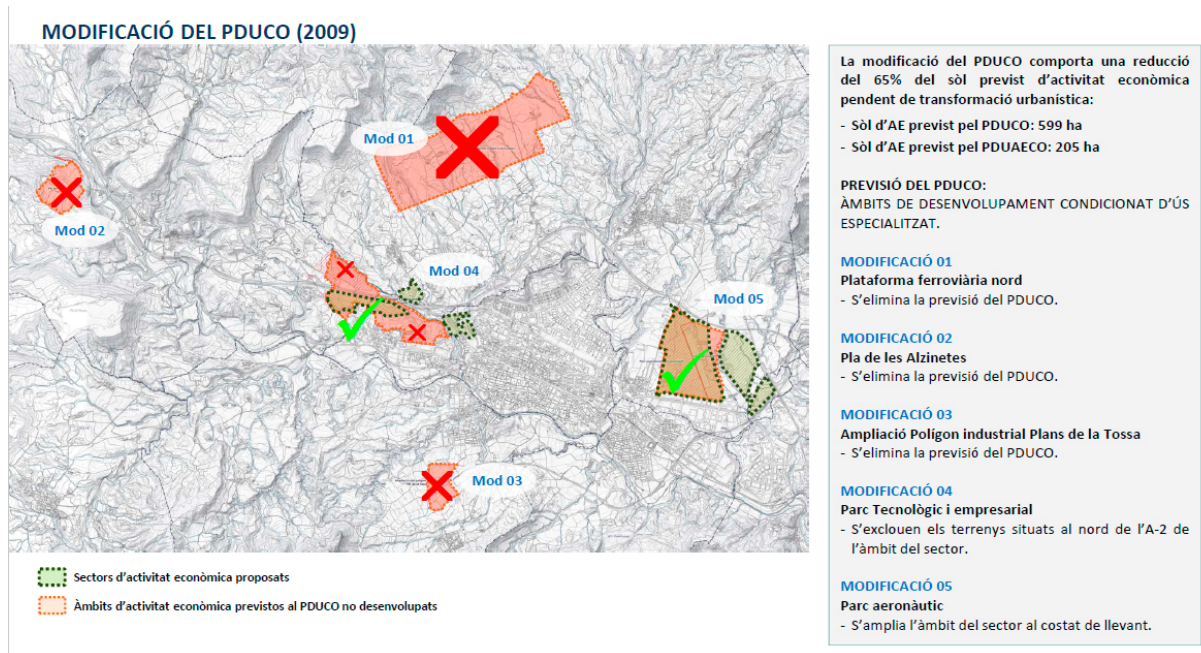 MODIFICACIÓ DEL PDUCO (2009)
Mod 01
Mod 02
Mod 04
Mod 05
Mod 03
Sectors d'activitat econòmica proposats
Àmbits d'activitat econòmica previstos al PDUCO no desenvolupats
La modificació del PDUCO comporta una reducció
del 65% del sòl previst d'activitat econòmica
pendent de transformació urbanística:
- Sòl d'AE previst pel PDUCO: 599 ha
- Sòl d'AE previst pel PDUAECO: 205 ha
PREVISIÓ DEL PDUCO:
ÀMBITS DE DESENVOLUPAMENT CONDICIONAT D'ÚS
ESPECIALITZAT.
MODIFICACIÓ 01
Plataforma ferroviària nord
- S'elimina la previsió del PDUCO.
MODIFICACIÓ 02
Pla de les Alzinetes
- S'elimina la previsió del PDUCO.
MODIFICACIÓ 03
Ampliació Polígon industrial Plans de la Tossa
- S'elimina la previsió del PDUCO.
MODIFICACIÓ 04
Parc Tecnològic i empresarial
- S'exclouen els terrenys situats al nord de l'A-2 de
l'àmbit del sector.
MODIFICACIÓ 05
Parc aeronàutic
- S'amplia l'àmbit del sector al costat de llevant.